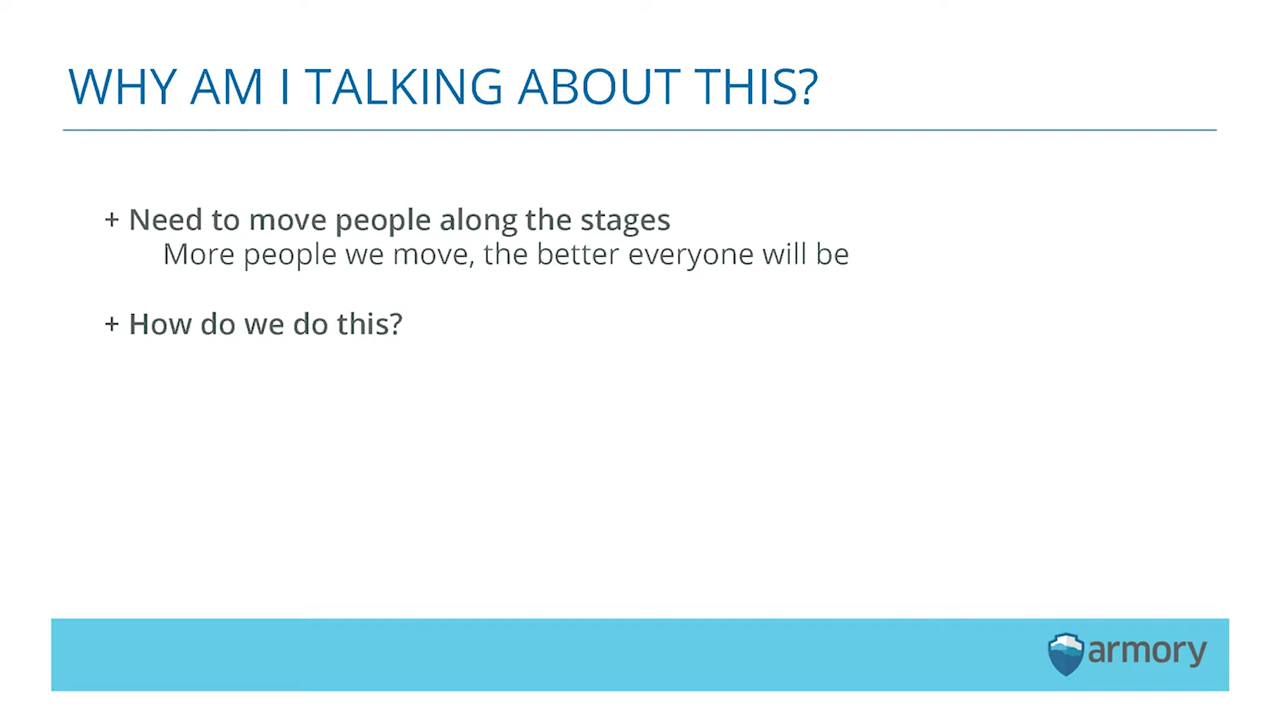 WHY AM I TALKING ABOUT THIS?
+ Need to move people along the stages
More people we move, the better everyone will be
+ How do we do this?
armory